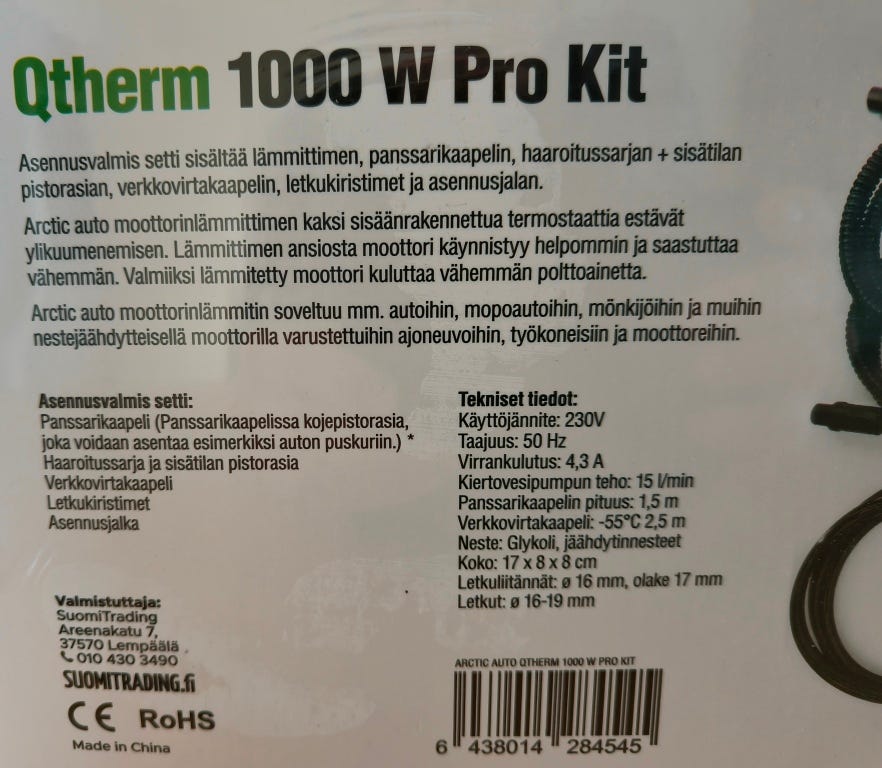 Qtherm 1000 W Pro Kit
Asennusvalmis setti sisältää lämmittimen, panssarikaapelin, haaroitussarjan + sisätilan
pistorasian, verkkovirtakaapelin, letkukiristimet ja asennusjalan.
Arctic auto moottorinlämmittimen kaksi sisäänrakennettua termostaattia estävät
ylikuumenemisen. Lämmittimen ansiosta moottori käynnistyy helpommin ja saastuttaa
vähemmän. Valmiiksi lämmitetty moottori kuluttaa vähemmän polttoainetta.
Arctic auto moottorinlämmitin soveltuu mm. autoihin, mopoautoihin, mönkijöihin ja muihin
nestejäähdytteisellä moottorilla varustettuihin ajoneuvoihin, työkoneisiin ja moottoreihin.
Asennusvalmis setti:
Panssarikaapeli (Panssarikaapelissa kojepistorasia,
joka voidaan asentaa esimerkiksi auton puskuriin.) *
Haaroitussarja ja sisätilan pistorasia
Verkkovirtakaapeli
Letkukiristimet
Asennusjalka
Tekniset tiedot:
Käyttöjännite: 230V
Taajuus: 50 Hz
Virrankulutus: 4,3 A
Kiertovesipumpun teho: 15 l/min
Panssarikaapelin pituus: 1,5 m
Verkkovirtakaapeli: -55°C 2,5 m
Neste: Glykoli, jäähdytinnesteet
Koko: 17 x 8 x 8 cm
Letkuliitännät: ø 16 mm, olake 17 mm
Letkut: ø 16-19 mm
Valmistuttaja:
SuomiTrading
Areenakatu 7,
37570 Lempäälä
010 430 3490
SUOMITRADING.fi
CE RoHS
Made in China
ARCTIC AUTO QTHERM 1000 W PRO KIT
6 438014 284545